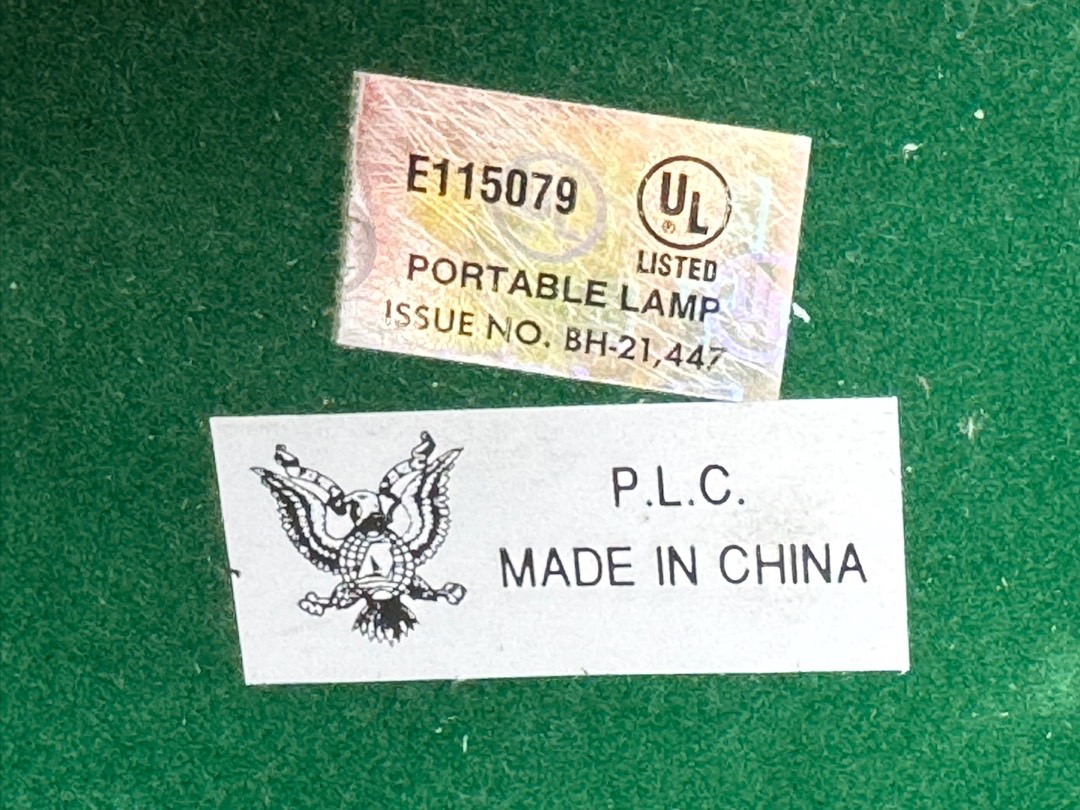 E115079
UL
®
LISTED
PORTABLE LAMP
ISSUE NO. BH-21,447
P.L.C.
MADE IN CHINA